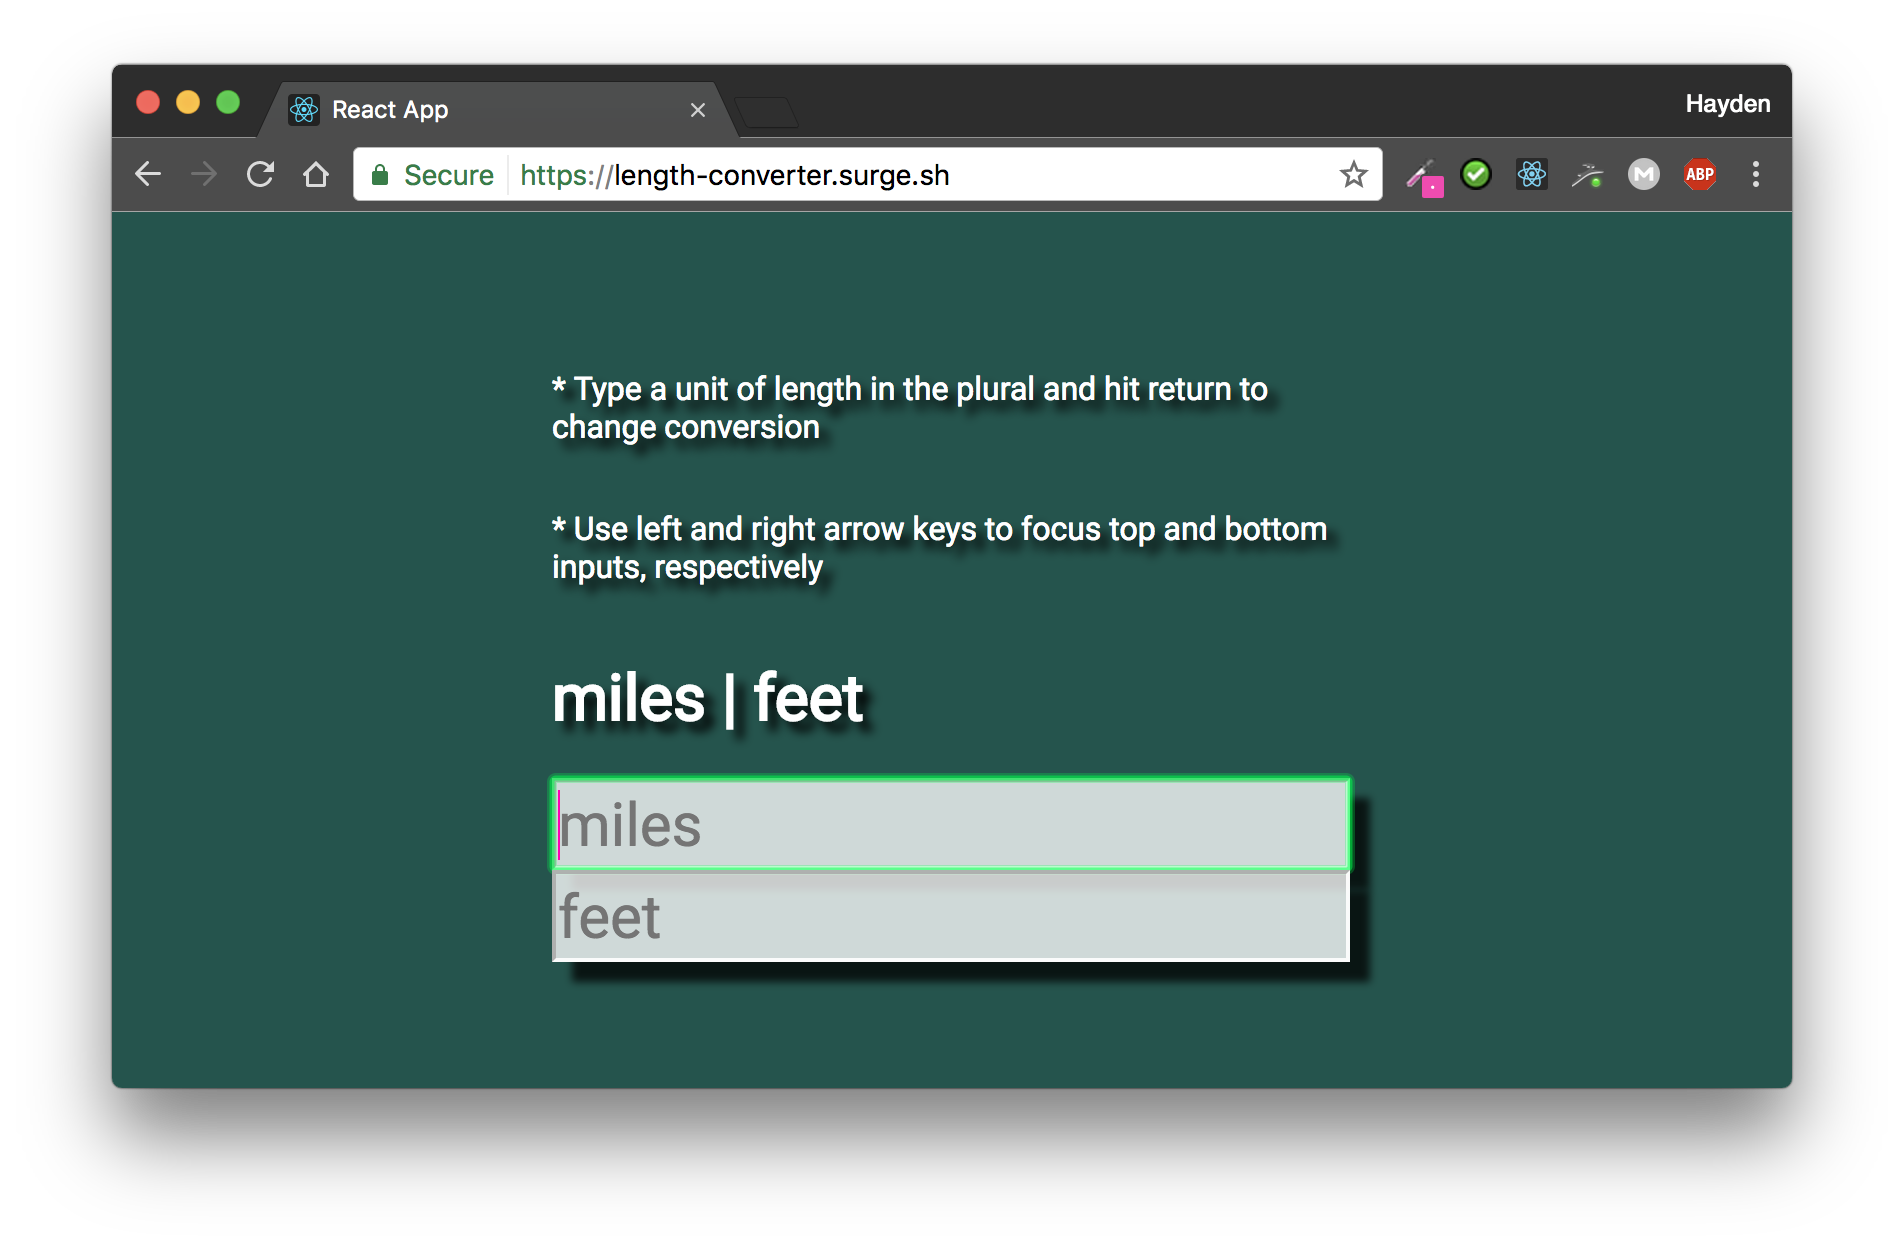 React App
Hayden
Secure https://length-converter.surge.sh
M
ABP
* Type a unit of length in the plural and hit return to
change conversion
* Use left and right arrow keys to focus top and bottom
inputs, respectively
miles | feet
miles
feet